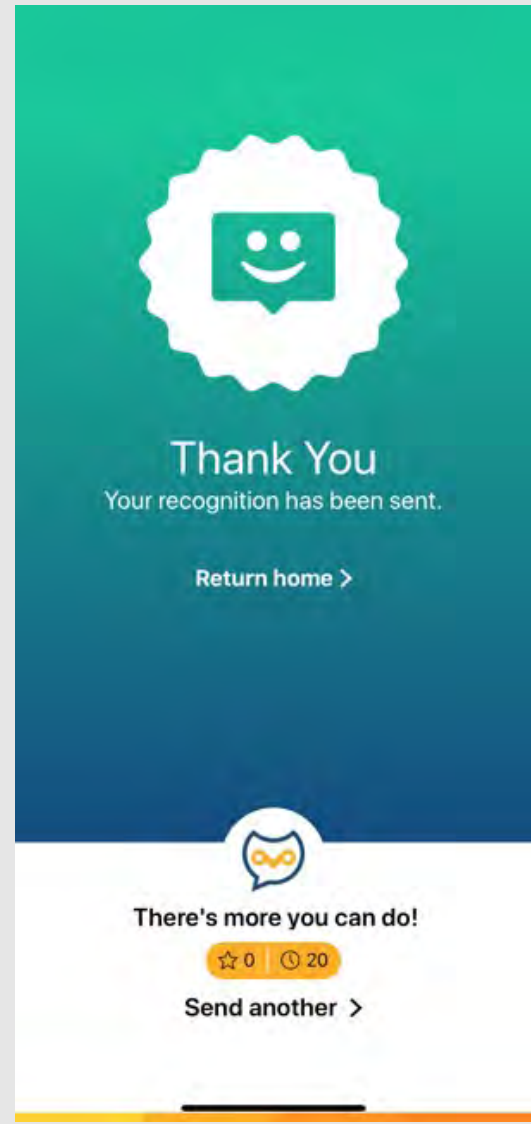 Thank You
Your recognition has been sent.
Return home >
There's more you can do!
0 | 20
Send another >